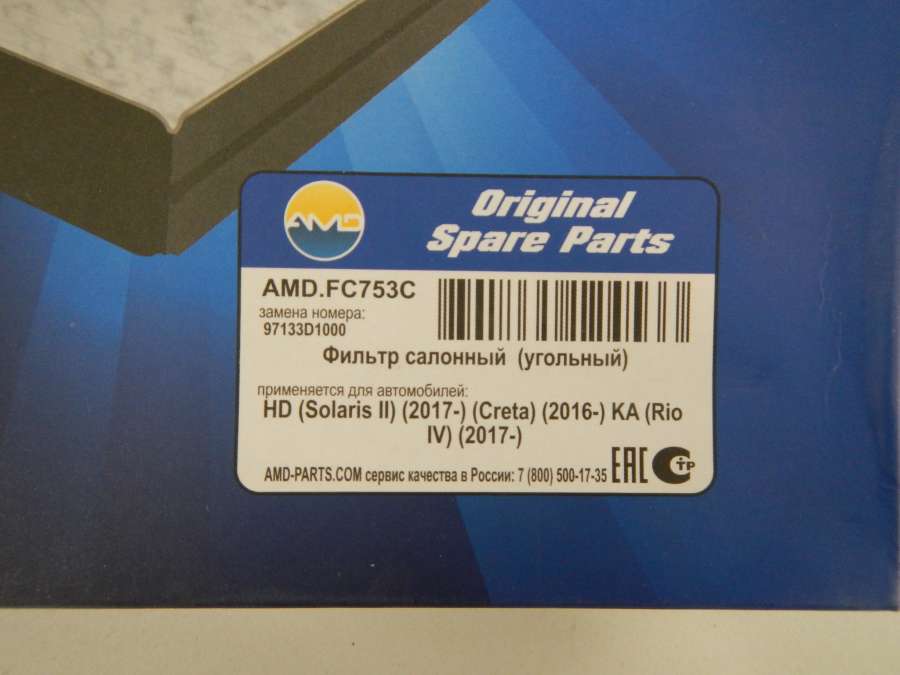 AMD
Original
Spare Parts
AMD.FC753C
замена номера:
97133D1000
Фильтр салонный (угольный)
применяется для автомобилей:
HD (Solaris II) (2017-) (Creta) (2016-) KA (Rio
IV) (2017-)
AMD-PARTS.COM сервис качества в России: 7 (800) 500-17-35
EAC
СТР